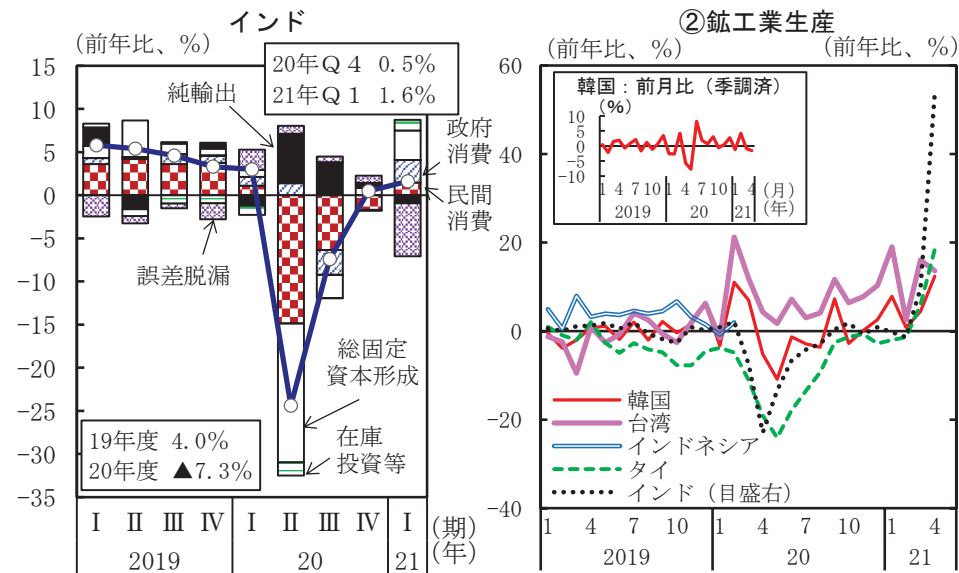 インド
(前年比、%)
20年Ｑ４ 0.5%
21年Ｑ１ 1.6%
純輸出
政府
消費
民間
消費
誤差脱漏
総固定
資本形成
在庫
投資等
19年度 4.0%
20年度 ▲7.3%
15
10
5
0
−5
−10
−15
−20
−25
−30
−35
Ⅰ Ⅱ Ⅲ Ⅳ Ⅰ Ⅱ Ⅲ Ⅳ Ⅰ (期)
2019 20 21 (年)
②鉱工業生産
(前年比、%) (前年比、%)
60
40
20
0
−20
−40
韓国：前月比（季調済）
(%)
10
5
0
−5
−10
1 4 7 10 1 4 7 10 1 4 (月)
2019 20 21 (年)
韓国
台湾
インドネシア
タイ
インド（目盛右）
1 4 7 10 1 4 7 10 1 4
2019 20 21